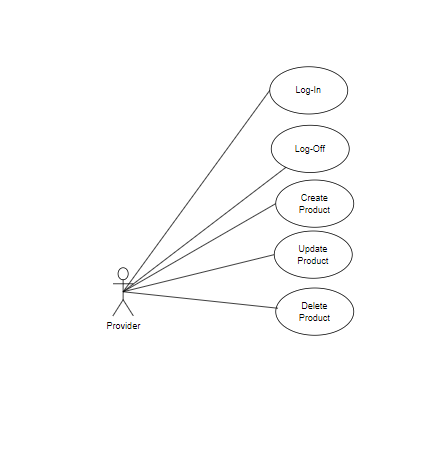 Log-In
Log-Off
Create
Product
Update
Product
Delete
Product
Provider